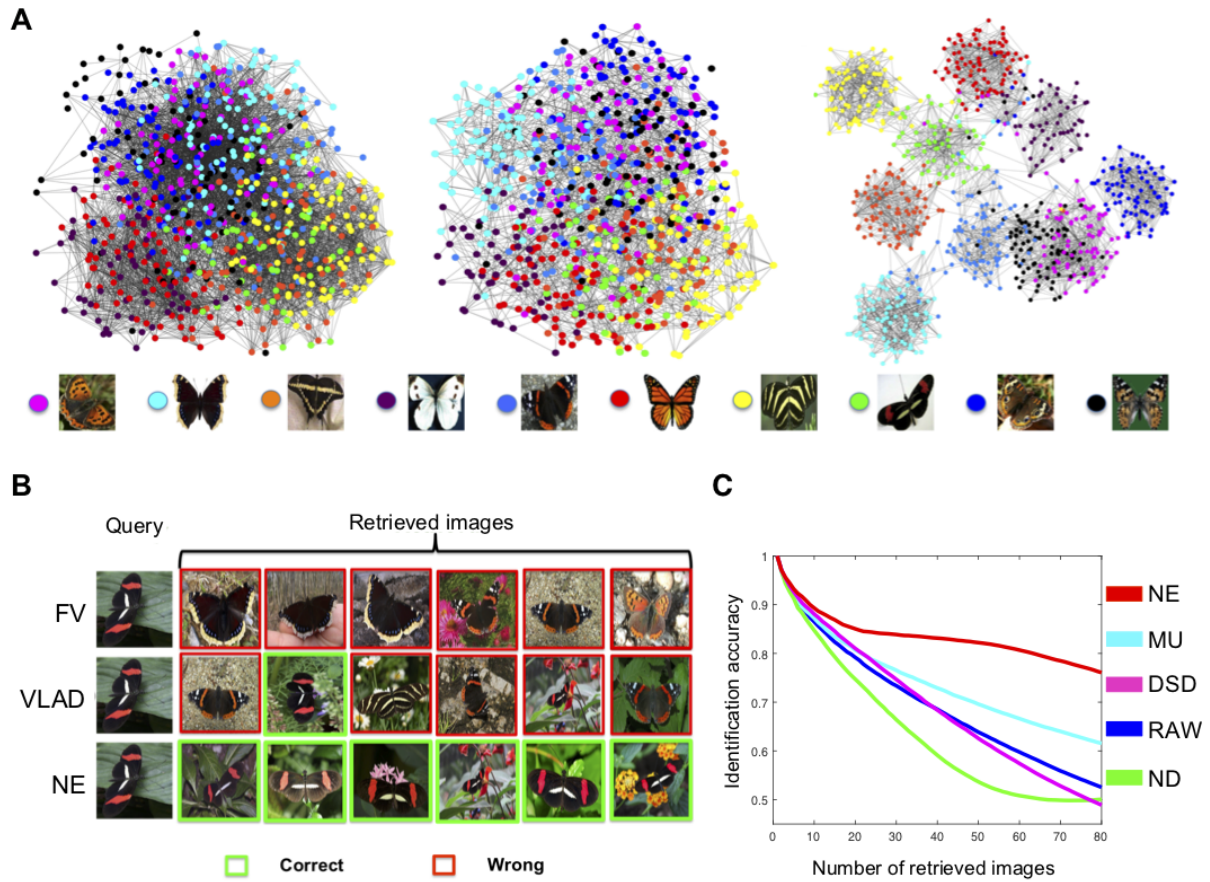 A
B
Query
Retrieved images
FV
VLAD
NE
Correct
Wrong
C
Identification accuracy
1
0.9
0.8
0.7
0.6
0.5
0 10 20 30 40 50 60 70 80
Number of retrieved images
NE
MU
DSD
RAW
ND